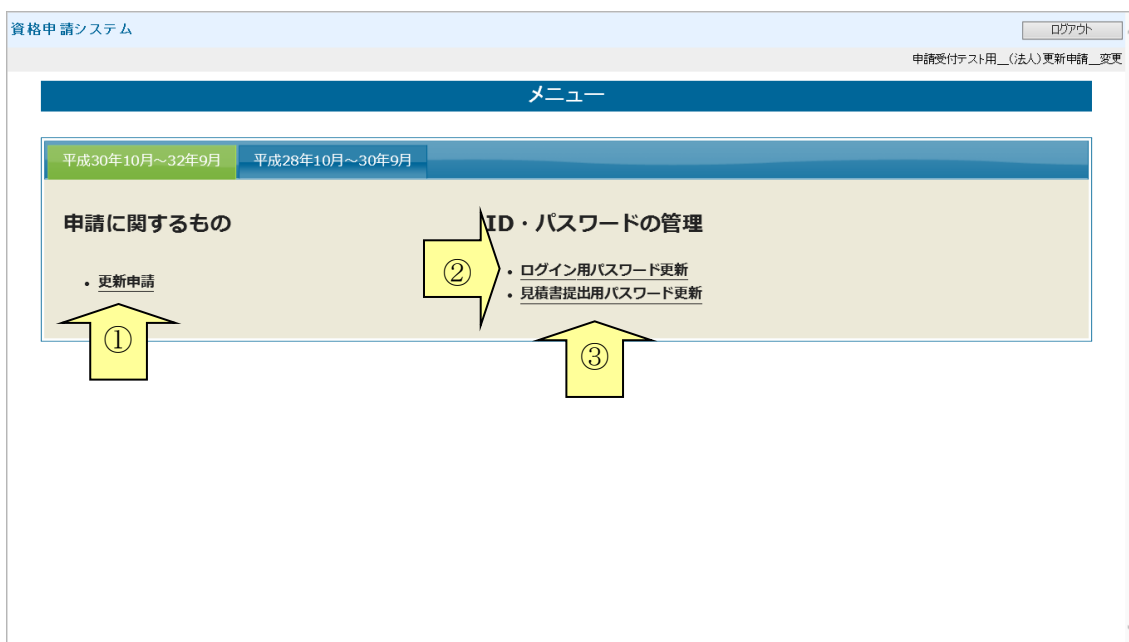 資格申請システム
ログアウト
申請受付テスト用__(法人)更新申請__変更
メニュー
平成30年10月～32年9月
平成28年10月～30年9月
申請に関するもの
・更新申請
①
ID・パスワードの管理
②
・ログイン用パスワード更新
・見積書提出用パスワード更新
③